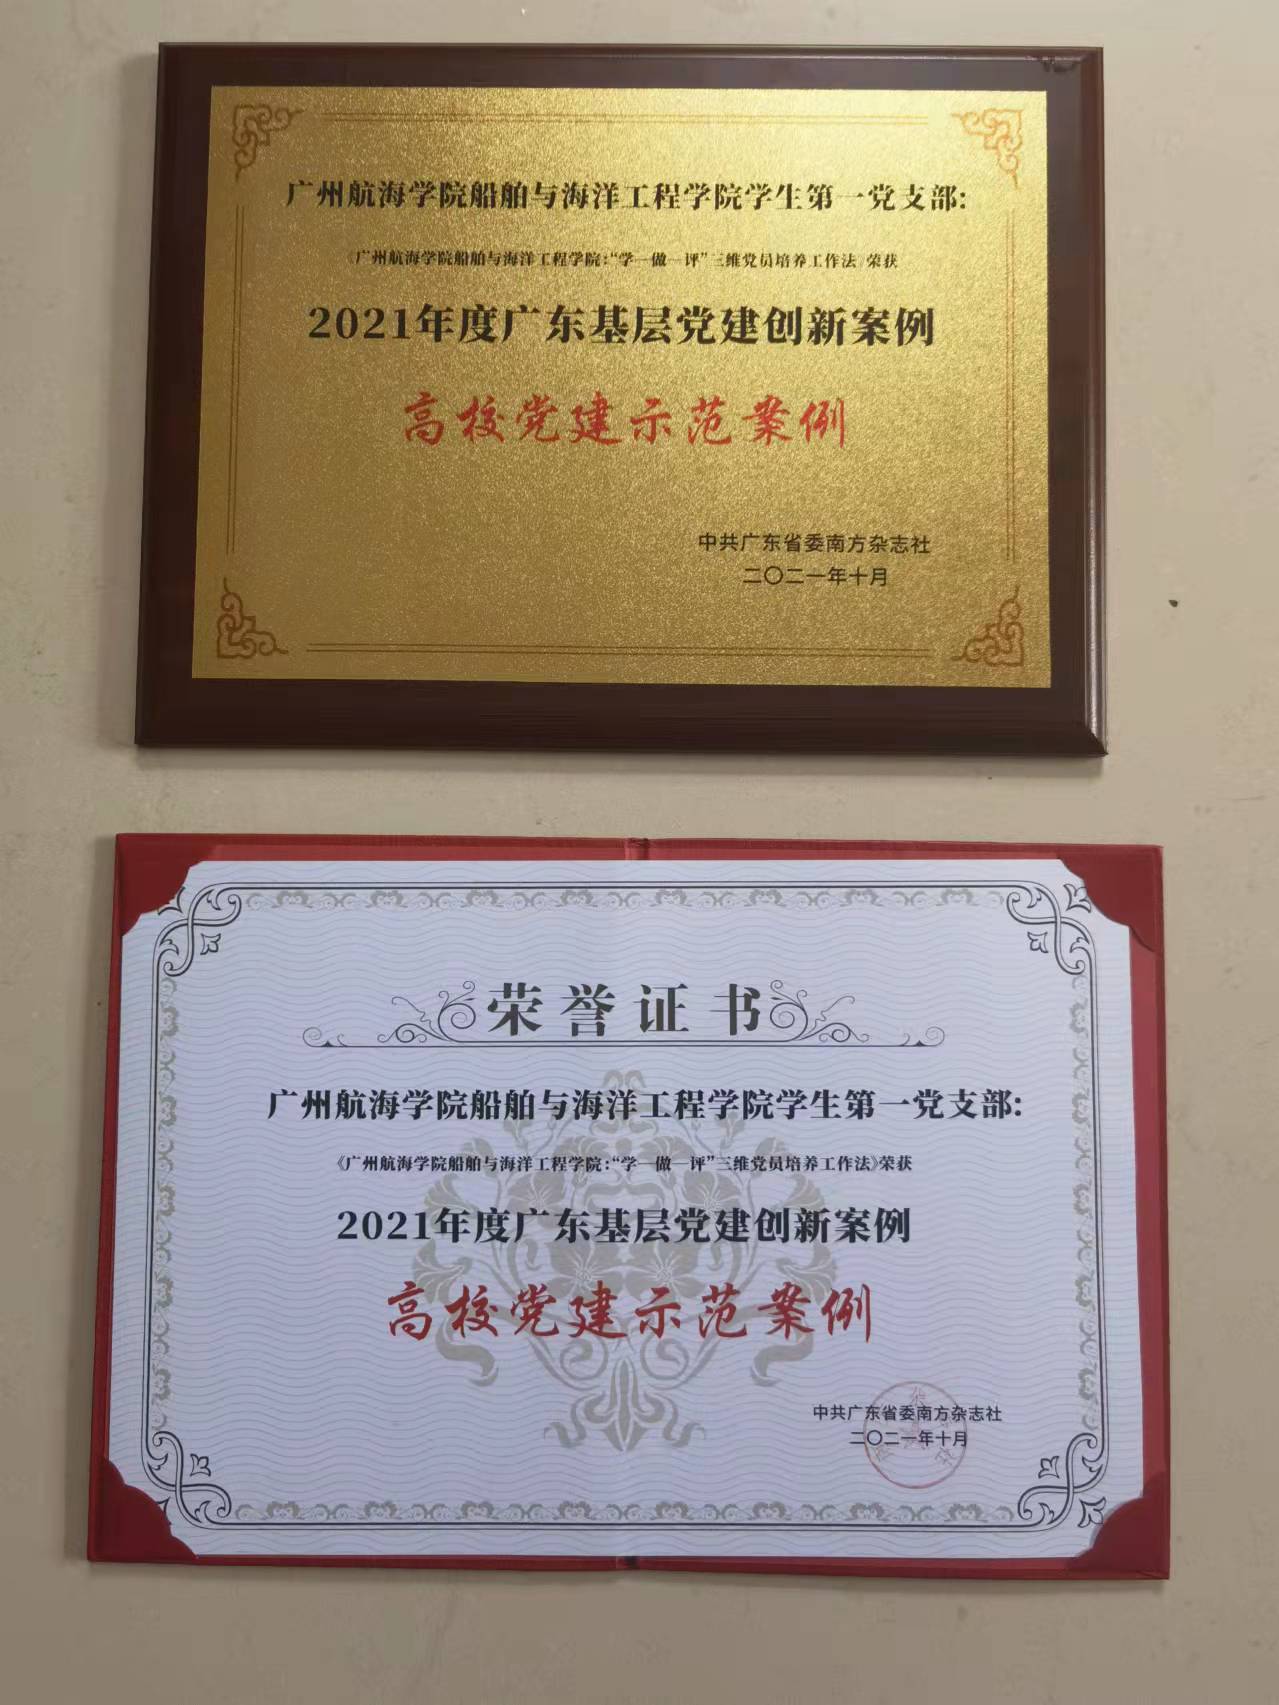 广州航海学院船舶与海洋工程学院学生第一党支部:
《广州航海学院船舶与海洋工程学院:“学一做一评”三维党员培养工作法》荣获
2021年度广东基层党建创新案例
高校党建示范案例
中共广东省委南方杂志社
二〇二一年十月
荣誉证书
广州航海学院船舶与海洋工程学院学生第一党支部:
《广州航海学院船舶与海洋工程学院:“学一做一评”三维党员培养工作法》荣获
2021年度广东基层党建创新案例
高校党建示范案例
中共广东省委南方杂志社
二〇二一年十月